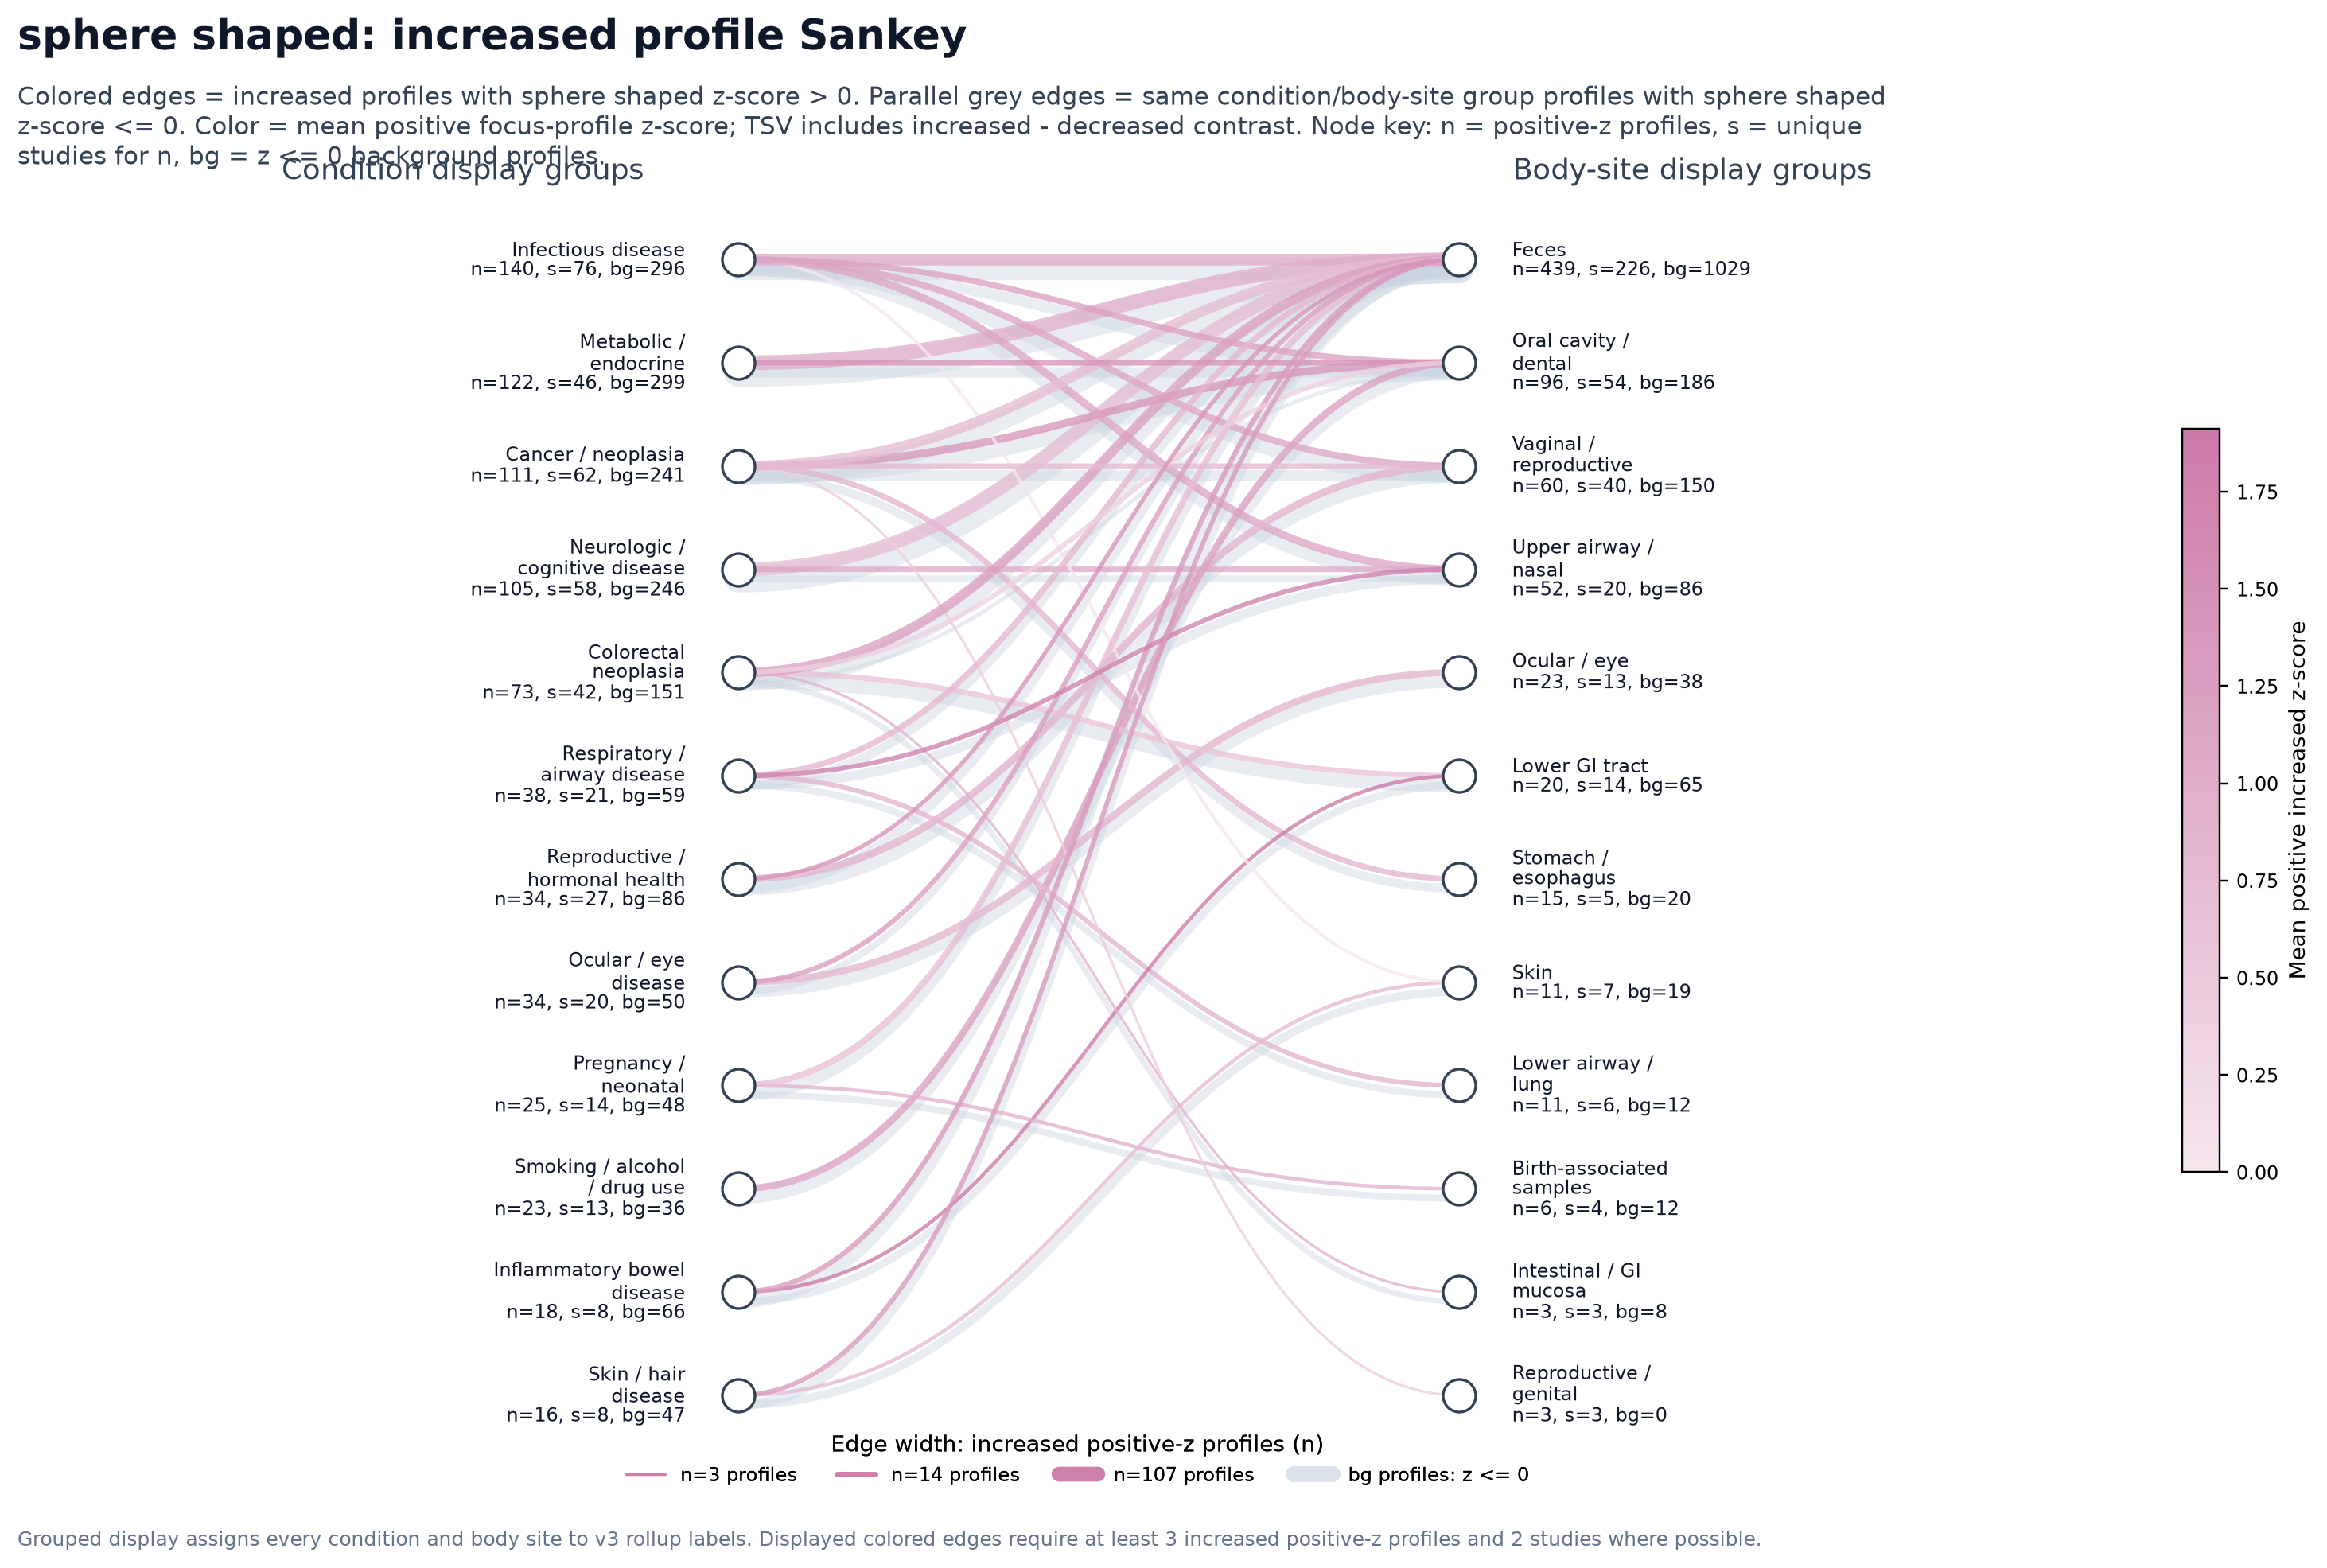 sphere shaped: increased profile Sankey
Colored edges = increased profiles with sphere shaped z-score > 0. Parallel grey edges = same condition/body-site group profiles with sphere shaped
z-score <= 0. Color = mean positive focus-profile z-score; TSV includes increased - decreased contrast. Node key: n = positive-z profiles, s = unique
studies for n, bg = z <= 0 background profiles.
Condition display groups
Body-site display groups
Infectious disease
n=140, s=76, bg=296
Metabolic /
endocrine
n=122, s=46, bg=299
Cancer / neoplasia
n=111, s=62, bg=241
Neurologic /
cognitive disease
n=105, s=58, bg=246
Colorectal
neoplasia
n=73, s=42, bg=151
Respiratory /
airway disease
n=38, s=21, bg=59
Reproductive /
hormonal health
n=34, s=27, bg=86
Ocular / eye
disease
n=34, s=20, bg=50
Pregnancy /
neonatal
n=25, s=14, bg=48
Smoking / alcohol
/ drug use
n=23, s=13, bg=36
Inflammatory bowel
disease
n=18, s=8, bg=66
Skin / hair
disease
n=16, s=8, bg=47
Feces
n=439, s=226, bg=1029
Oral cavity /
dental
n=96, s=54, bg=186
Vaginal /
reproductive
n=60, s=40, bg=150
Upper airway /
nasal
n=52, s=20, bg=86
Ocular / eye
n=23, s=13, bg=38
Lower GI tract
n=20, s=14, bg=65
Stomach /
esophagus
n=15, s=5, bg=20
Skin
n=11, s=7, bg=19
Lower airway /
lung
n=11, s=6, bg=12
Birth-associated
samples
n=6, s=4, bg=12
Intestinal / GI
mucosa
n=3, s=3, bg=8
Reproductive /
genital
n=3, s=3, bg=0
1.75
1.50
1.25
1.00
0.75
0.50
0.25
0.00
Mean positive increased z-score
Edge width: increased positive-z profiles (n)
n=3 profiles
n=14 profiles
n=107 profiles
bg profiles: z <= 0
Grouped display assigns every condition and body site to v3 rollup labels. Displayed colored edges require at least 3 increased positive-z profiles and 2 studies where possible.